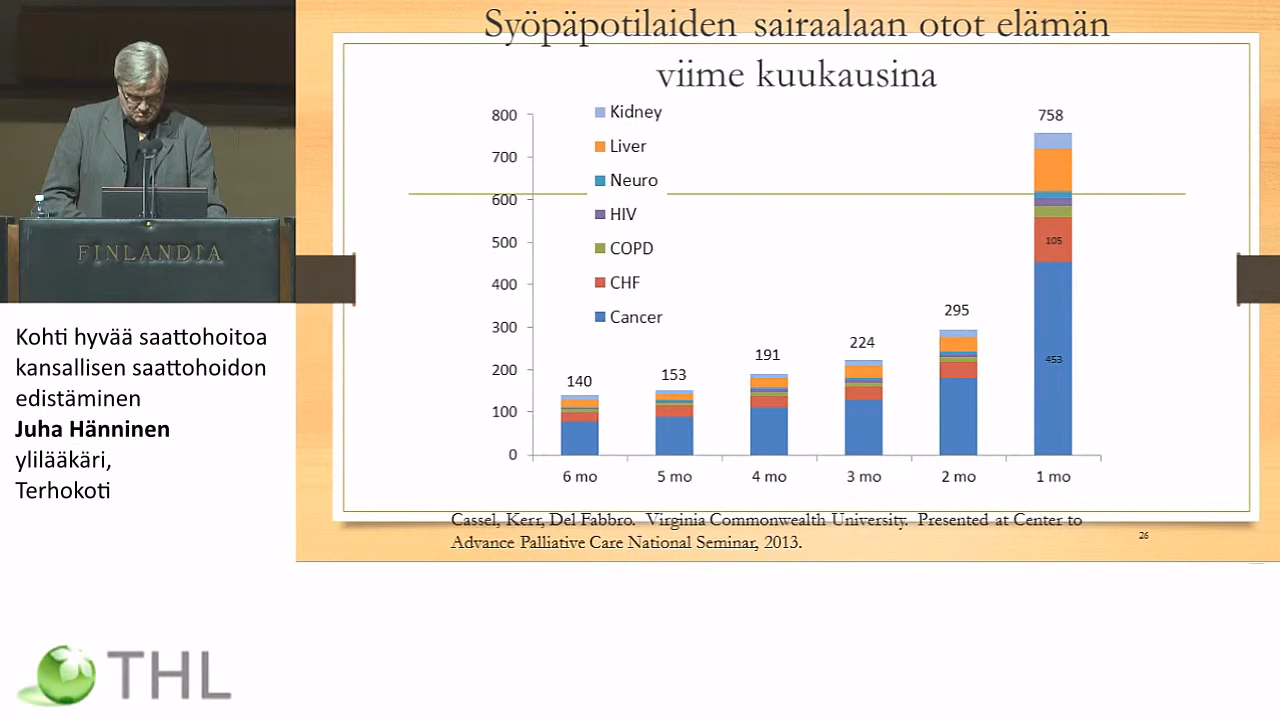 Syöpäpotilaiden sairaalaan otot elämän
viime kuukausina
Kidney
Liver
Neuro
HIV
COPD
CHF
Cancer
800
700
600
500
400
300
200
100
0
140
153
191
224
295
758
105
453
6 mo
5 mo
4 mo
3 mo
2 mo
1 mo
Cassel, Kerr, Del Fabbro. Virginia Commonwealth University. Presented at Center to
Advance Palliative Care National Seminar, 2013.
26
FINLANDIA
Kohti hyvää saattohoitoa
kansallisen saattohoidon
edistäminen
Juha Hänninen
ylilääkäri,
Terhokoti
THL